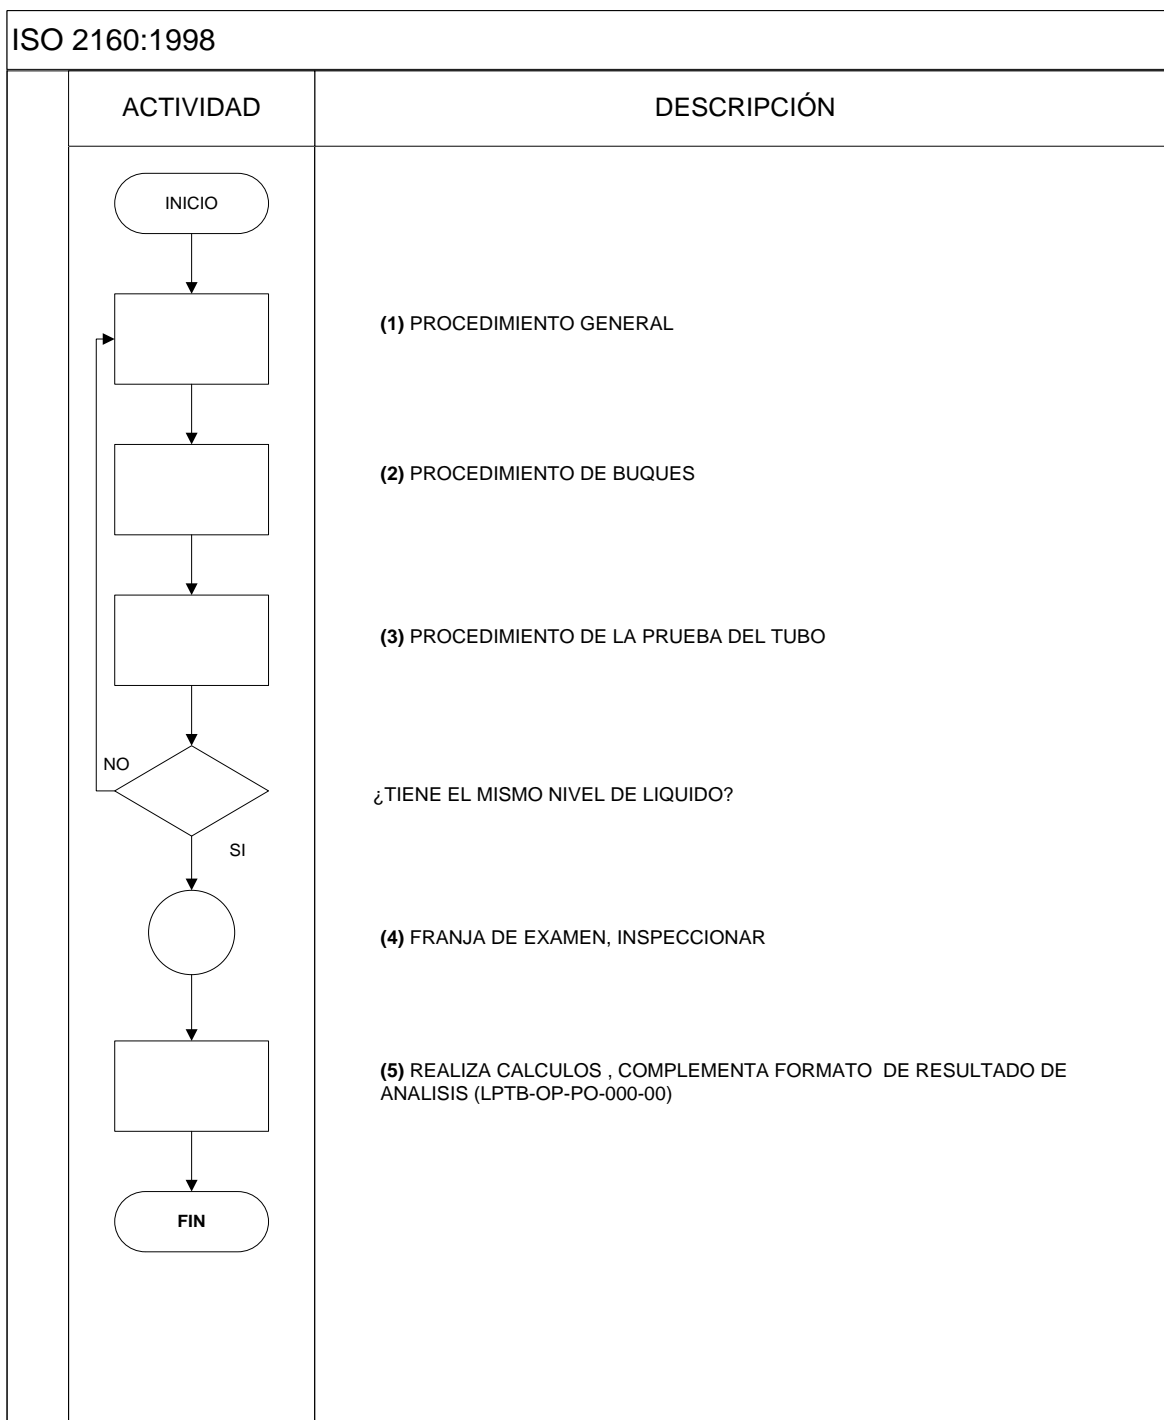 ISO 2160:1998
ACTIVIDAD
DESCRIPCIÓN
INICIO
(1) PROCEDIMIENTO GENERAL
(2) PROCEDIMIENTO DE BUQUES
(3) PROCEDIMIENTO DE LA PRUEBA DEL TUBO
NO
¿TIENE EL MISMO NIVEL DE LIQUIDO?
SI
(4) FRANJA DE EXAMEN, INSPECCIONAR
(5) REALIZA CALCULOS , COMPLEMENTA FORMATO  DE RESULTADO DE
ANALISIS (LPTB-OP-PO-000-00)
FIN